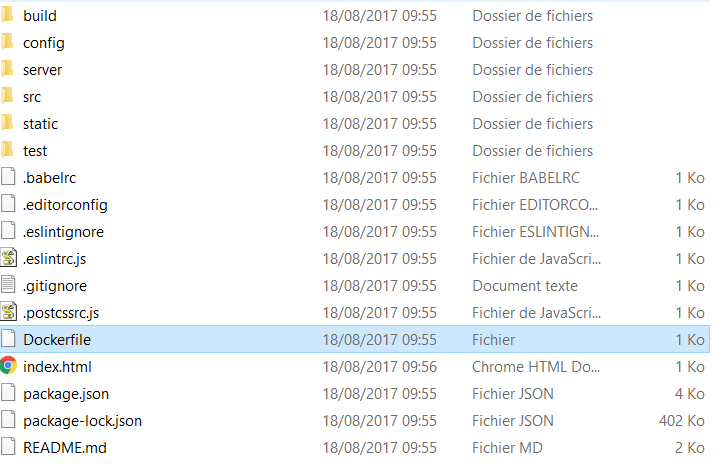 build 18/08/2017 09:55 Dossier de fichiers
config 18/08/2017 09:55 Dossier de fichiers
server 18/08/2017 09:55 Dossier de fichiers
src 18/08/2017 09:55 Dossier de fichiers
static 18/08/2017 09:55 Dossier de fichiers
test 18/08/2017 09:55 Dossier de fichiers
.babelrc 18/08/2017 09:55 Fichier BABELRC 1 Ko
.editorconfig 18/08/2017 09:55 Fichier EDITORCO... 1 Ko
.eslintignore 18/08/2017 09:55 Fichier ESLINTIGN... 1 Ko
.eslintrc.js 18/08/2017 09:55 Fichier de JavaScri... 1 Ko
.gitignore 18/08/2017 09:55 Document texte 1 Ko
.postcssrc.js 18/08/2017 09:55 Fichier de JavaScri... 1 Ko
Dockerfile 18/08/2017 09:55 Fichier 1 Ko
index.html 18/08/2017 09:56 Chrome HTML Do... 1 Ko
package.json 18/08/2017 09:55 Fichier JSON 4 Ko
package-lock.json 18/08/2017 09:55 Fichier JSON 402 Ko
README.md 18/08/2017 09:55 Fichier MD 2 Ko